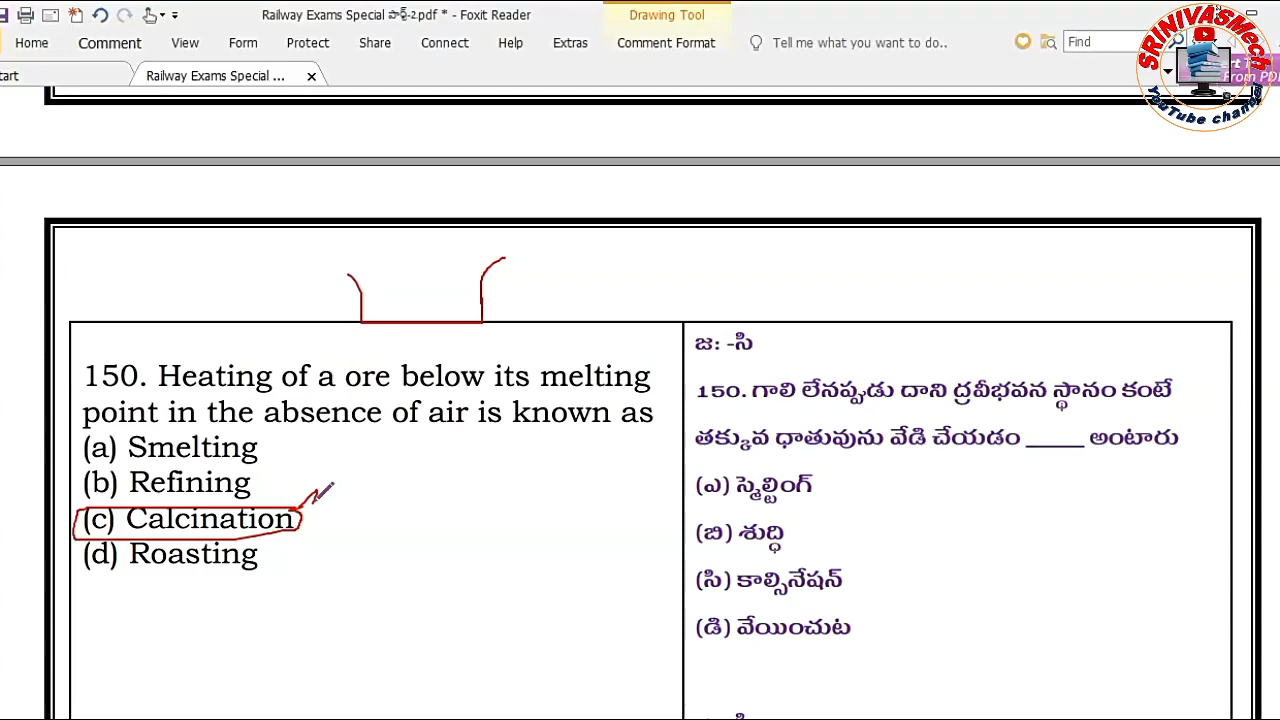 Railway Exams Special పార్ట్-2.pdf * - Foxit Reader
Drawing Tool
Home Comment View Form Protect Share Connect Help Extras Comment Format Tell me what you want to do.. Find
tart
Railway Exams Special ...
From PDF
SRINIVASMech
YouTube channel
150. Heating of a ore below its melting
point in the absence of air is known as
(a) Smelting
(b) Refining
(c) Calcination
(d) Roasting
జ: -సి
150. గాలి లేనప్పుడు దాని ద్రవీభవన స్థానం కంటే
తక్కువ ధాతువును వేడి చేయడం _____ అంటారు
(ఎ) స్మెల్టింగ్
(బి) శుద్ధి
(సి) కాల్సినేషన్
(డి) వేయించుట